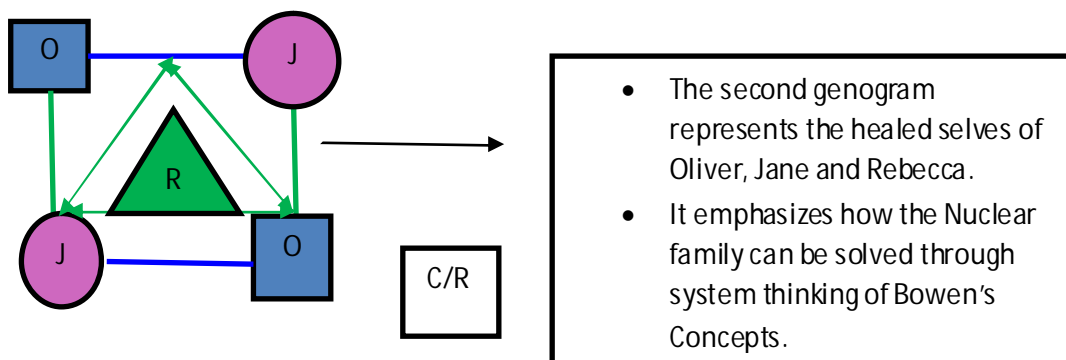 O
J
R
J
O
C/R
• The second genogram
represents the healed selves of
Oliver, Jane and Rebecca.
• It emphasizes how the Nuclear
family can be solved through
system thinking of Bowen's
Concepts.